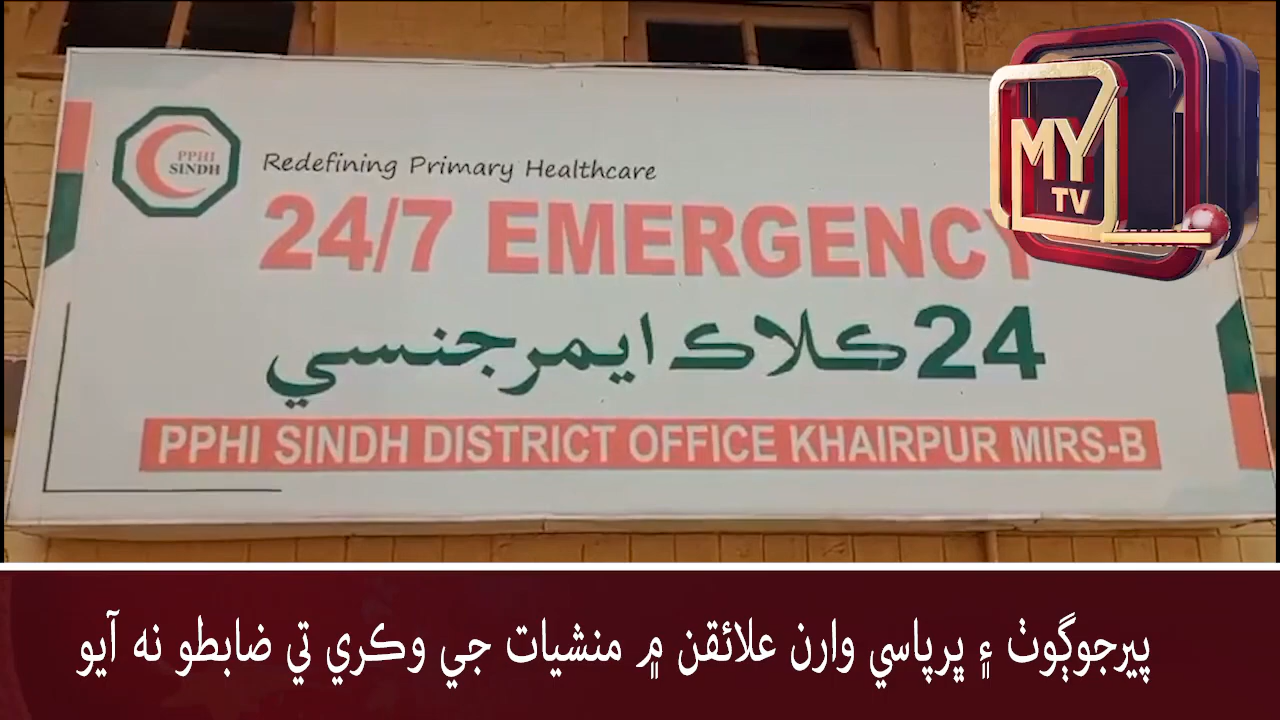 PPHI
SINDH
Redefining Primary Healthcare
24/7 EMERGENCY
24 ڪلاڪ ايمرجنسي
PPHI SINDH DISTRICT OFFICE KHAIRPUR MIRS-B
MY
TV
پيرجوڳوٺ ۽ ڀرپاسي وارن علائقن ۾ منشيات جي وڪري تي ضابطو نه آيو